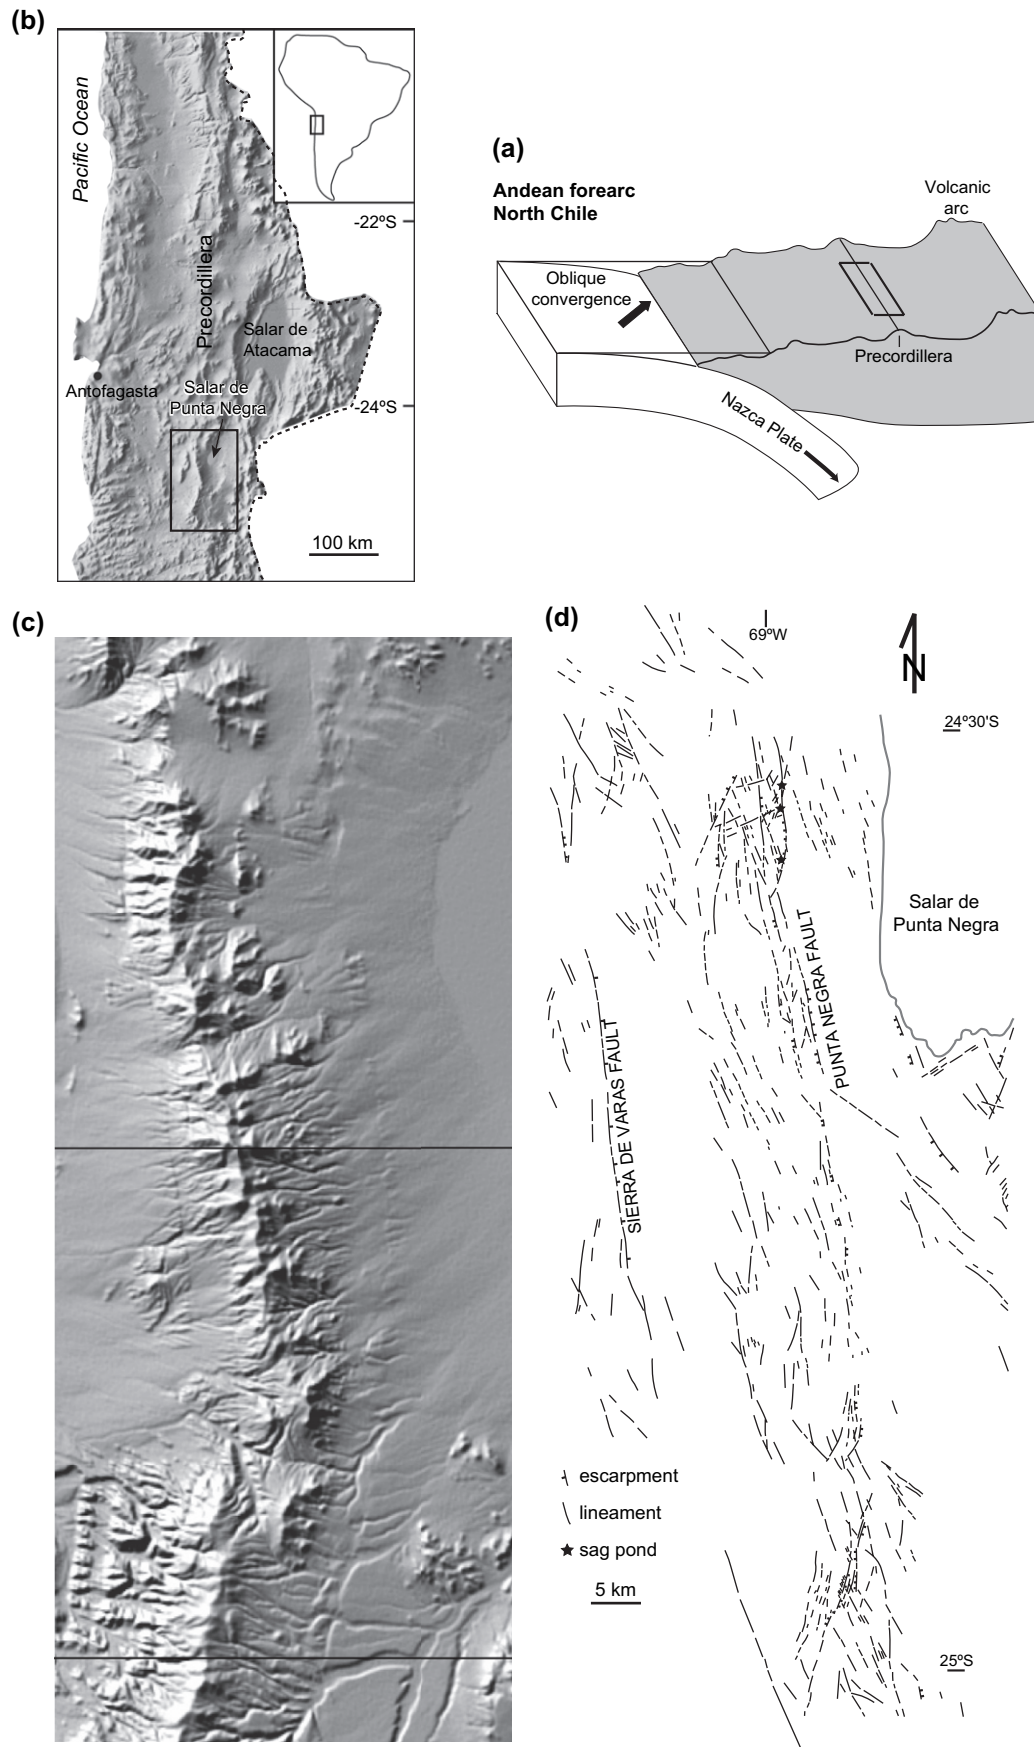 (b)
Pacific Ocean
-22ºS
Precordillera
Salar de
Atacama
Antofagasta
Salar de
Punta Negra
-24ºS
100 km
(a)
Andean forearc
North Chile
Volcanic
arc
Oblique
convergence
Precordillera
Nazca Plate
(c)
(d)
69ºW
N
24º30'S
Salar de
Punta Negra
PUNTA NEGRA FAULT
SIERRA DE VARAS FAULT
escarpment
lineament
sag pond
5 km
25ºS